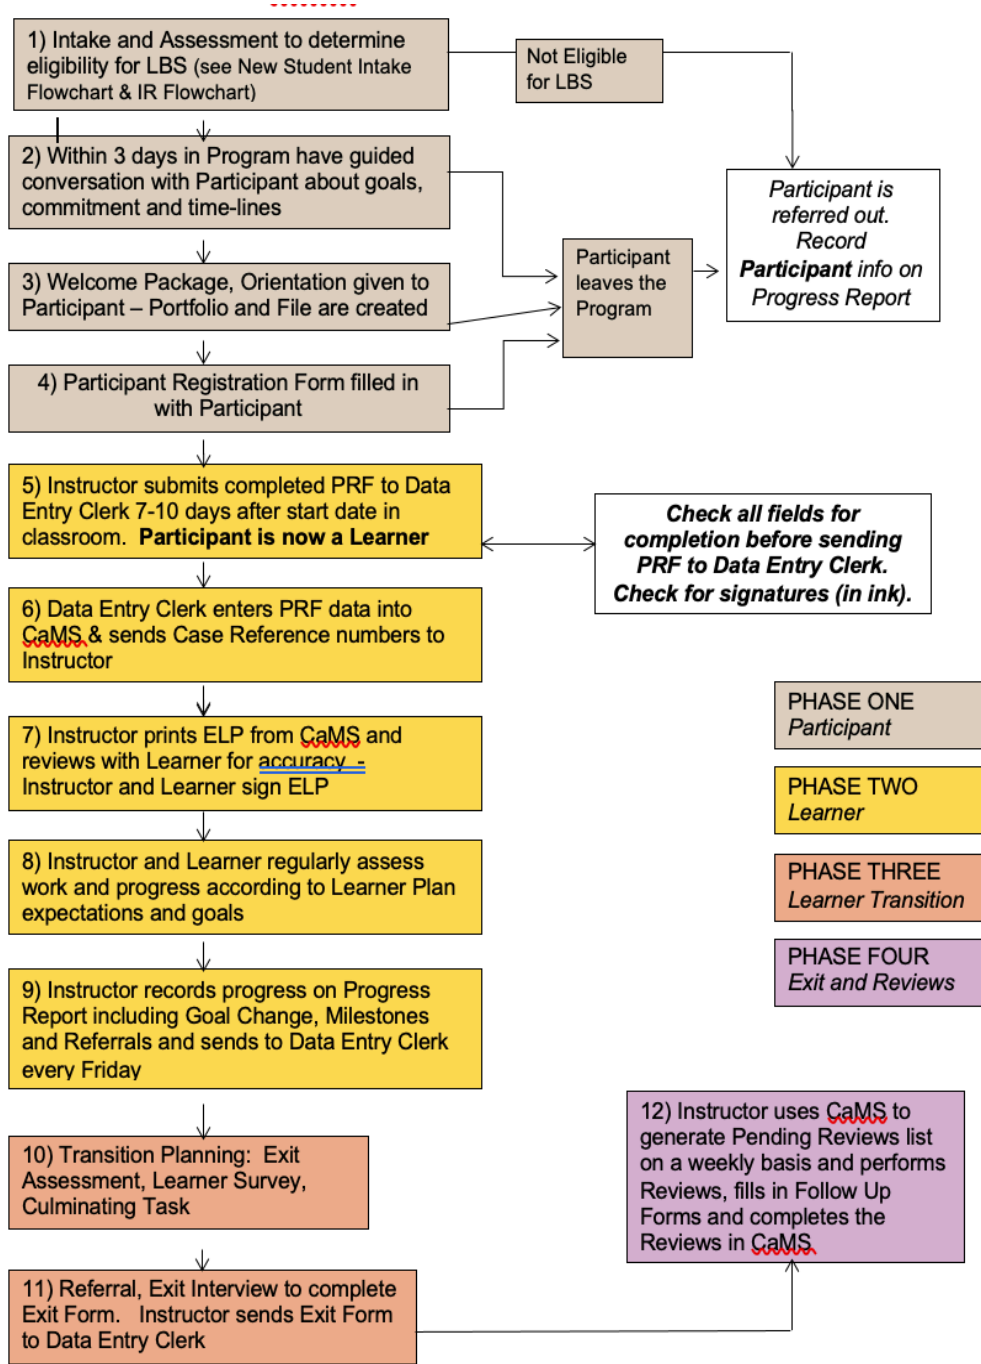 1) Intake and Assessment to determine
eligibility for LBS (see New Student Intake
Flowchart & IR Flowchart)
Not Eligible
for LBS
2) Within 3 days in Program have guided
conversation with Participant about goals,
commitment and time-lines
Participant is
referred out.
Record
Participant info on
Progress Report
Participant
leaves the
Program
3) Welcome Package, Orientation given to
Participant – Portfolio and File are created
4) Participant Registration Form filled in
with Participant
5) Instructor submits completed PRF to Data
Entry Clerk 7-10 days after start date in
classroom.  Participant is now a Learner
Check all fields for
completion before sending
PRF to Data Entry Clerk.
Check for signatures (in ink).
6) Data Entry Clerk enters PRF data into
CaMS & sends Case Reference numbers to
Instructor
7) Instructor prints ELP from CaMS and
reviews with Learner for accuracy -
Instructor and Learner sign ELP
8) Instructor and Learner regularly assess
work and progress according to Learner Plan
expectations and goals
9) Instructor records progress on Progress
Report including Goal Change, Milestones
and Referrals and sends to Data Entry Clerk
every Friday
10) Transition Planning:  Exit
Assessment, Learner Survey,
Culminating Task
11) Referral, Exit Interview to complete
Exit Form.  Instructor sends Exit Form
to Data Entry Clerk
PHASE ONE
Participant
PHASE TWO
Learner
PHASE THREE
Learner Transition
PHASE FOUR
Exit and Reviews
12) Instructor uses CaMS to
generate Pending Reviews list
on a weekly basis and performs
Reviews, fills in Follow Up
Forms and completes the
Reviews in CaMS